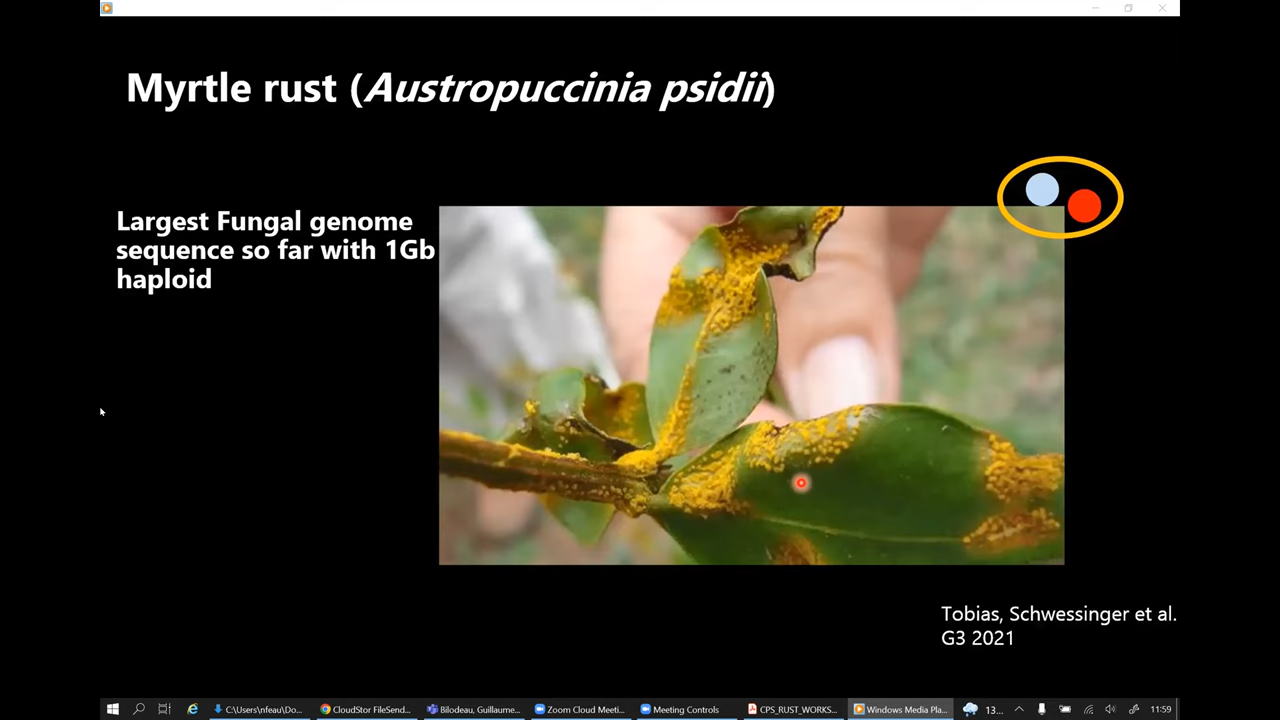 Myrtle rust (Austropuccinia psidii)
Largest Fungal genome
sequence so far with 1Gb
haploid
Tobias, Schwessinger et al.
G3 2021
C:\Users\nfeau\Do...
CloudStor FileSend...
Bilodeau, Guillaume...
Zoom Cloud Meeti...
Meeting Controls
CPS_RUST_WORKS...
Windows Media Pla...
13...
11:59